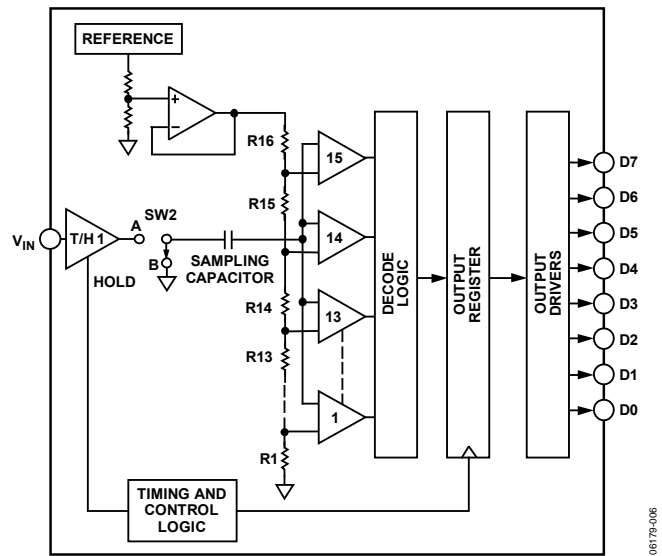 REFERENCE
+
–
R16
15
R15
A
SW2
V_IN
T/H 1
14
B
SAMPLING
CAPACITOR
HOLD
R14
13
R13
1
R1
DECODE
LOGIC
OUTPUT
REGISTER
OUTPUT
DRIVERS
D7
D6
D5
D4
D3
D2
D1
D0
TIMING AND
CONTROL
LOGIC
06179-006